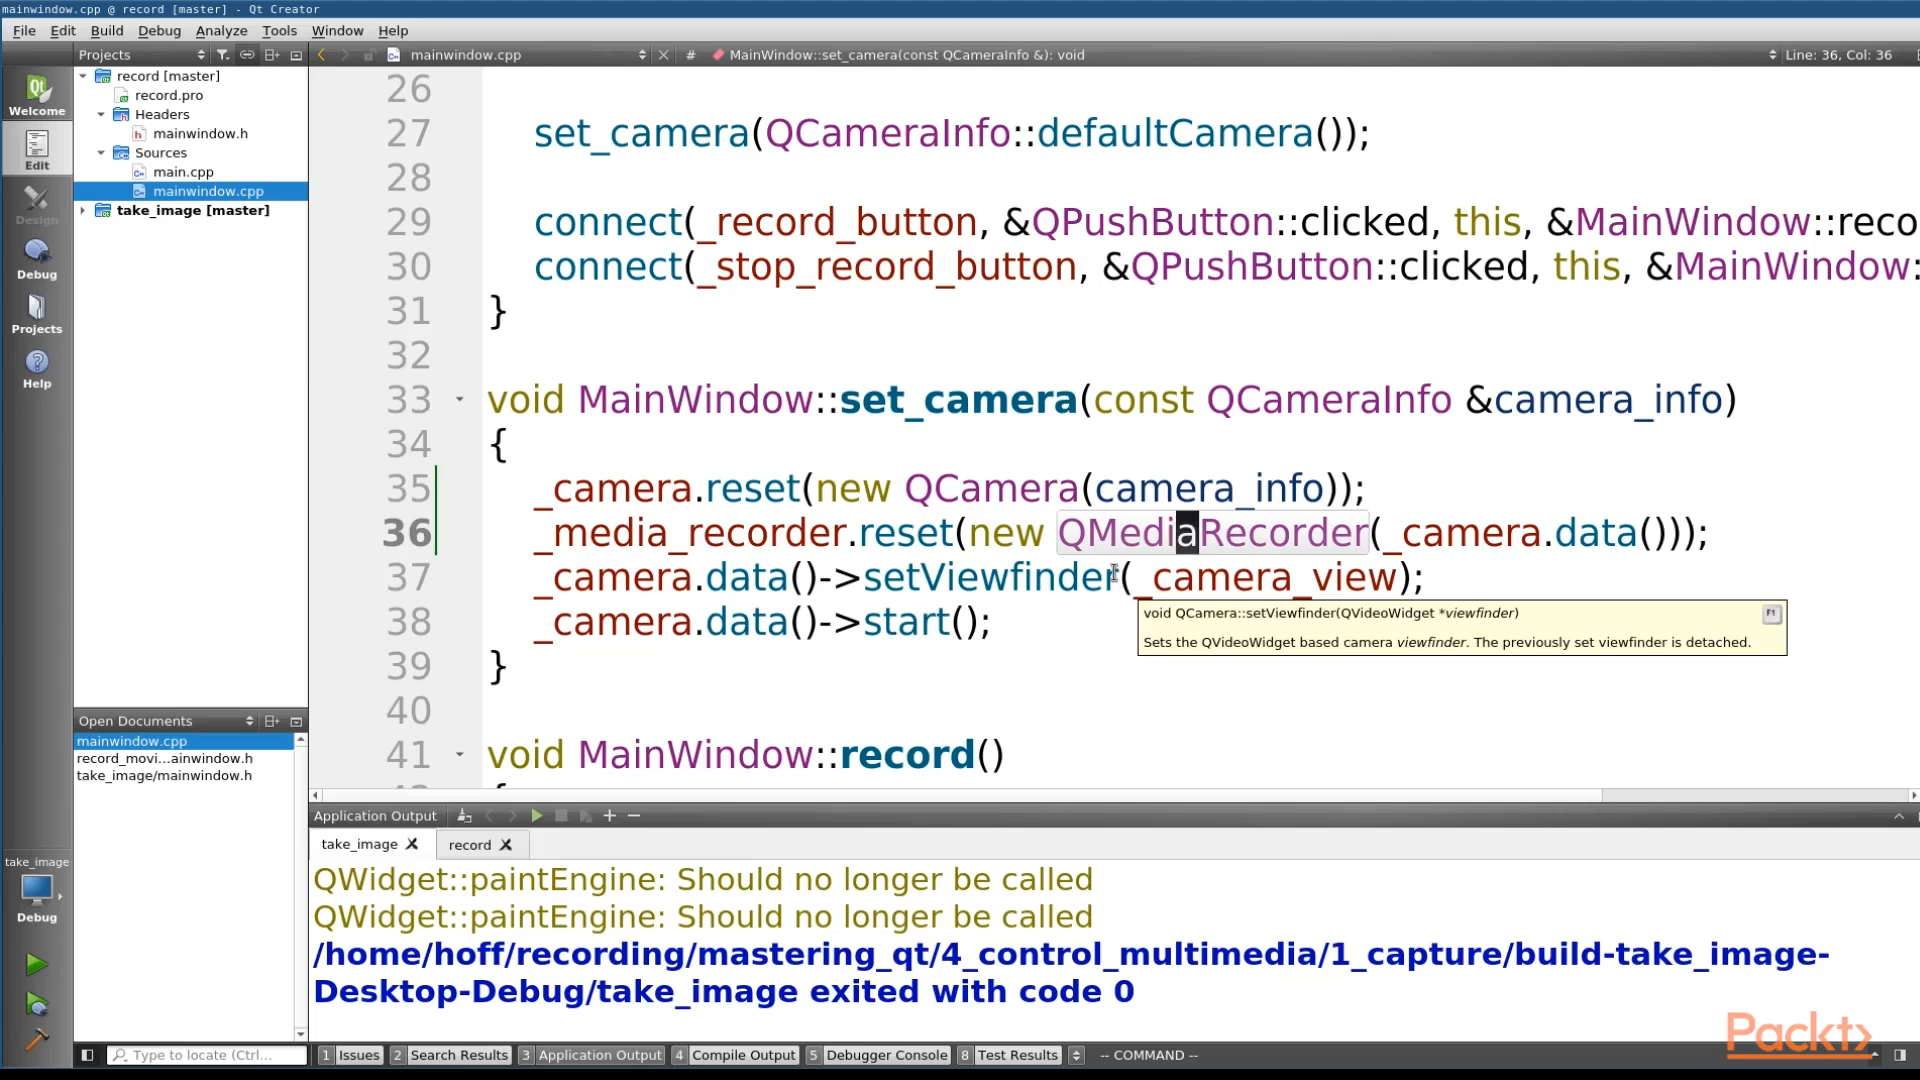 mainwindow.cpp @ record [master] - Qt Creator
File Edit Build Debug Analyze Tools Window Help
Projects
mainwindow.cpp
# MainWindow::set_camera(const QCameraInfo &): void
Line: 36, Col: 36
Welcome
Edit
Design
Debug
Projects
Help
record [master]
record.pro
Headers
mainwindow.h
Sources
main.cpp
mainwindow.cpp
take_image [master]
26
27 set_camera(QCameraInfo::defaultCamera());
28
29 connect(_record_button, &QPushButton::clicked, this, &MainWindow::reco
30 connect(_stop_record_button, &QPushButton::clicked, this, &MainWindow:
31 }
32
33 void MainWindow::set_camera(const QCameraInfo &camera_info)
34 {
35 _camera.reset(new QCamera(camera_info));
36 _media_recorder.reset(new QMediaRecorder(_camera.data()));
37 _camera.data()->setViewfinder(_camera_view);
38 _camera.data()->start();
39 }
40
41 void MainWindow::record()
void QCamera::setViewfinder(QVideoWidget *viewfinder)
F1
Sets the QVideoWidget based camera viewfinder. The previously set viewfinder is detached.
Open Documents
mainwindow.cpp
record_movi...ainwindow.h
take_image/mainwindow.h
Application Output
take_image
record
QWidget::paintEngine: Should no longer be called
QWidget::paintEngine: Should no longer be called
/home/hoff/recording/mastering_qt/4_control_multimedia/1_capture/build-take_image-
Desktop-Debug/take_image exited with code 0
take_image
Debug
Packt>
Type to locate (Ctrl...
1 Issues 2 Search Results 3 Application Output 4 Compile Output 5 Debugger Console 8 Test Results -- COMMAND --